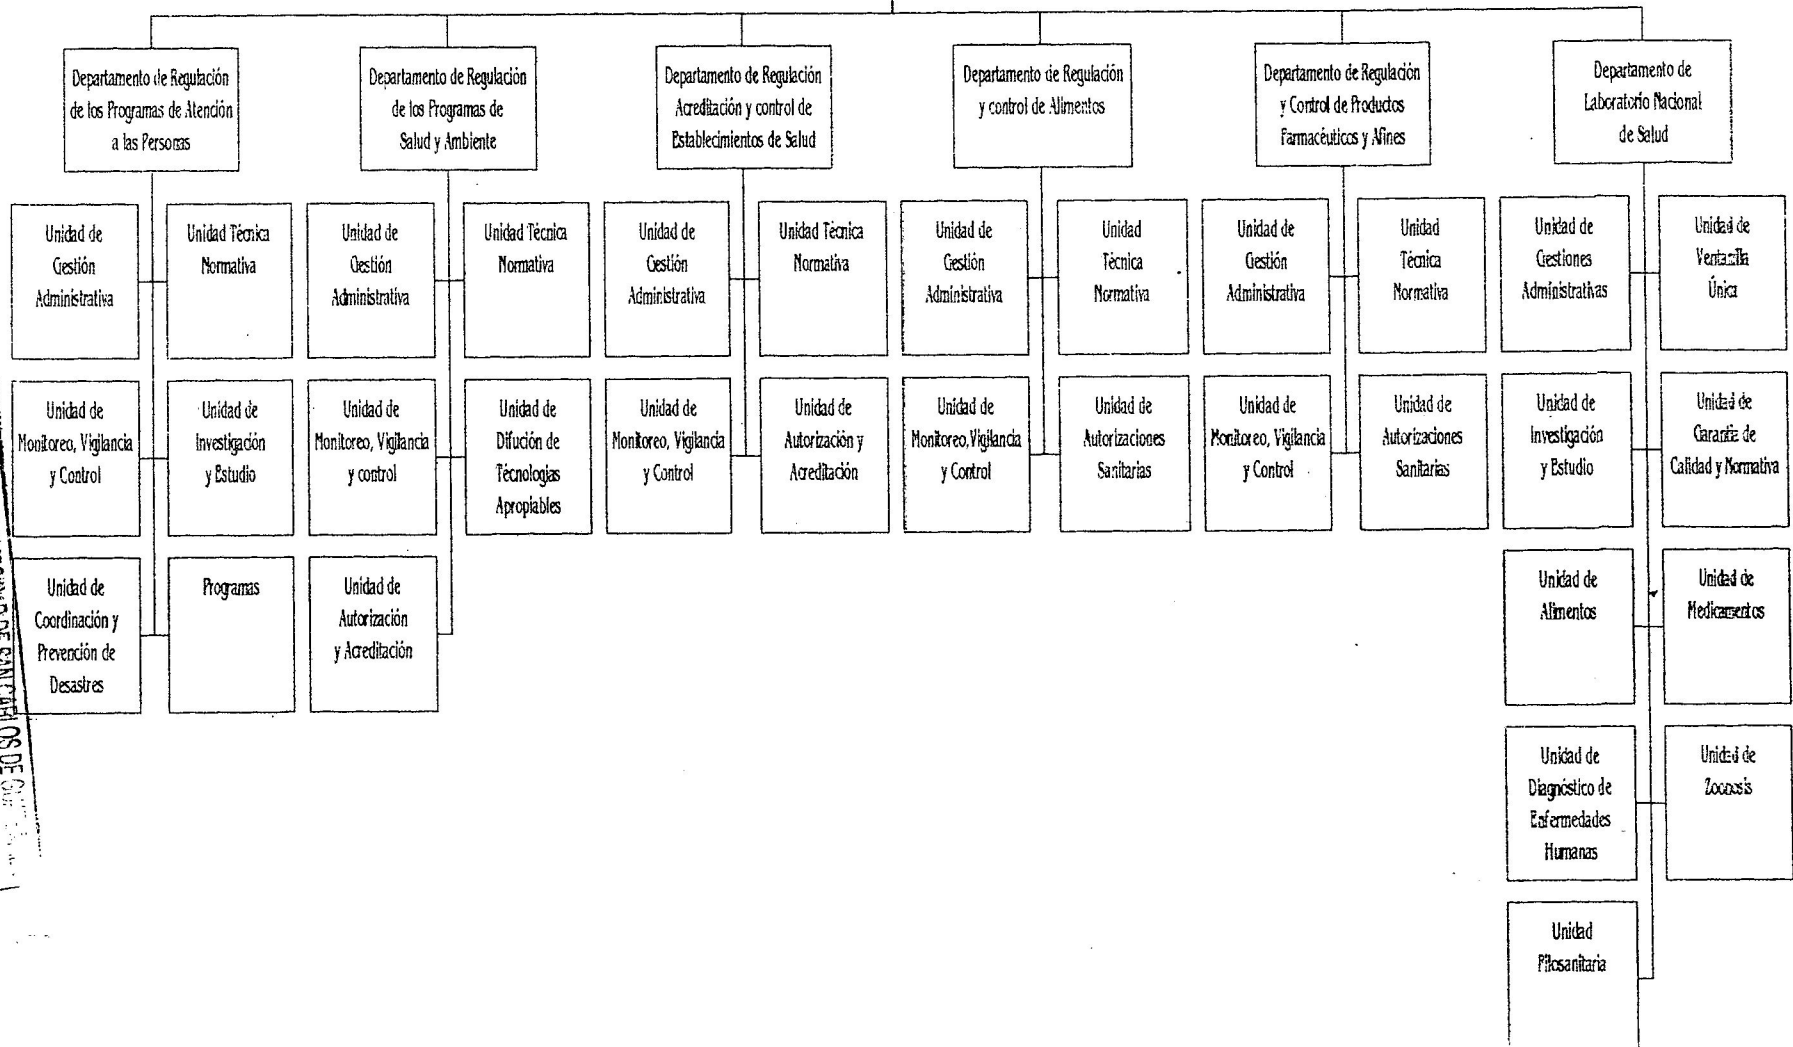 Departamento de Regulación
de los Programas de Atención
a las Personas
Departamento de Regulación
de los Programas de
Salud y Ambiente
Departamento de Regulación
Acreditación y control de
Establecimientos de Salud
Departamento de Regulación
y control de Alimentos
Departamento de Regulación
y Control de Productos
Farmacéuticos y Afines
Departamento de
Laboratorio Nacional
de Salud
Unidad de
Gestión
Administrativa
Unidad Técnica
Normativa
Unidad de
Gestión
Administrativa
Unidad Técnica
Normativa
Unidad de
Gestión
Administrativa
Unidad Técnica
Normativa
Unidad de
Gestión
Administrativa
Unidad
Técnica
Normativa
Unidad de
Gestión
Administrativa
Unidad
Técnica
Normativa
Unidad de
Gestiones
Administrativas
Unidad de
Ventanilla
Única
Unidad de
Monitoreo, Vigilancia
y Control
Unidad de
Investigación
y Estudio
Unidad de
Monitoreo, Vigilancia
y control
Unidad de
Difución de
Técnologias
Apropiables
Unidad de
Monitoreo, Vigilancia
y Control
Unidad de
Autorización y
Acreditación
Unidad de
Monitoreo,Vigilancia
y Control
Unidad de
Autorizaciones
Sanitarias
Unidad de
Monitoreo, Vigilancia
y Control
Unidad de
Autorizaciones
Sanitarias
Unidad de
Investigación
y Estudio
Unidad de
Garantía de
Calidad y Normativa
Unidad de
Coordinación y
Prevención de
Desastres
Programas
Unidad de
Autorización
y Acreditación
Unidad de
Alimentos
Unidad de
Medicamentos
Unidad de
Diagnóstico de
Enfermedades
Humanas
Unidad de
Zoonosis
Unidad
Fitosanitaria
DE SAN CARLOS DE